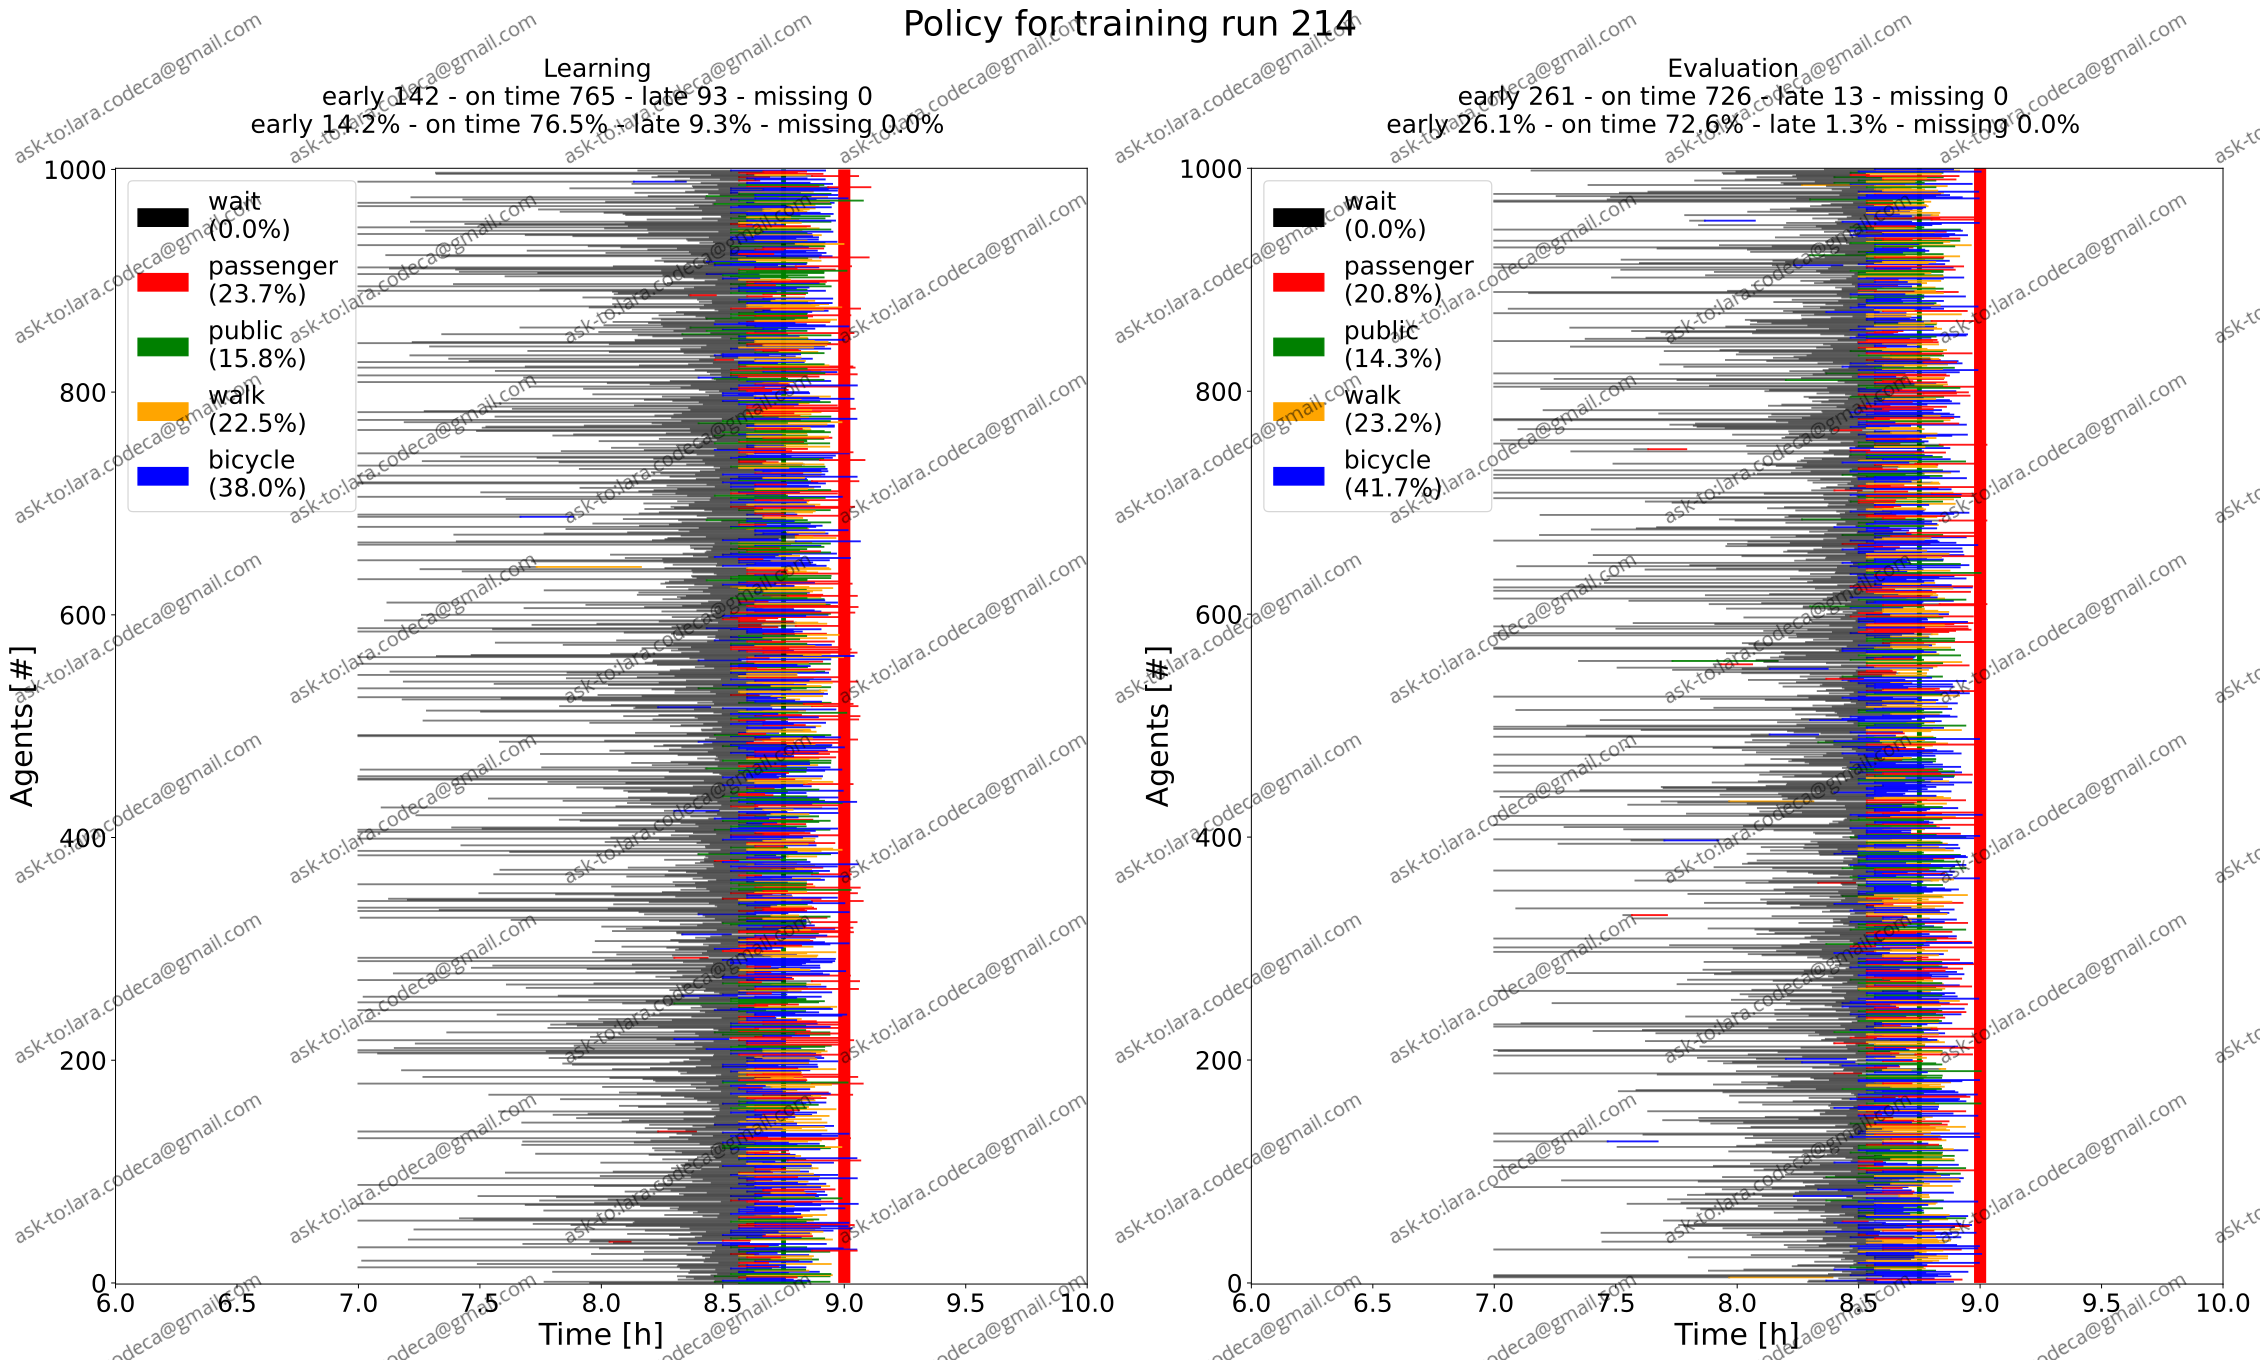 Policy for training run 214
Learning
early 142 - on time 765 - late 93 - missing 0
early 14.2% - on time 76.5% - late 9.3% - missing 0.0%
1000
800
600
400
200
0
Agents [#]
wait
(0.0%)
passenger
(23.7%)
public
(15.8%)
walk
(22.5%)
bicycle
(38.0%)
6.0 6.5 7.0 7.5 8.0 8.5 9.0 9.5 10.0
Time [h]
Evaluation
early 261 - on time 726 - late 13 - missing 0
early 26.1% - on time 72.6% - late 1.3% - missing 0.0%
1000
800
600
400
200
0
Agents [#]
wait
(0.0%)
passenger
(20.8%)
public
(14.3%)
walk
(23.2%)
bicycle
(41.7%)
6.0 6.5 7.0 7.5 8.0 8.5 9.0 9.5 10.0
Time [h]
ask-to:lara.codeca@gmail.com